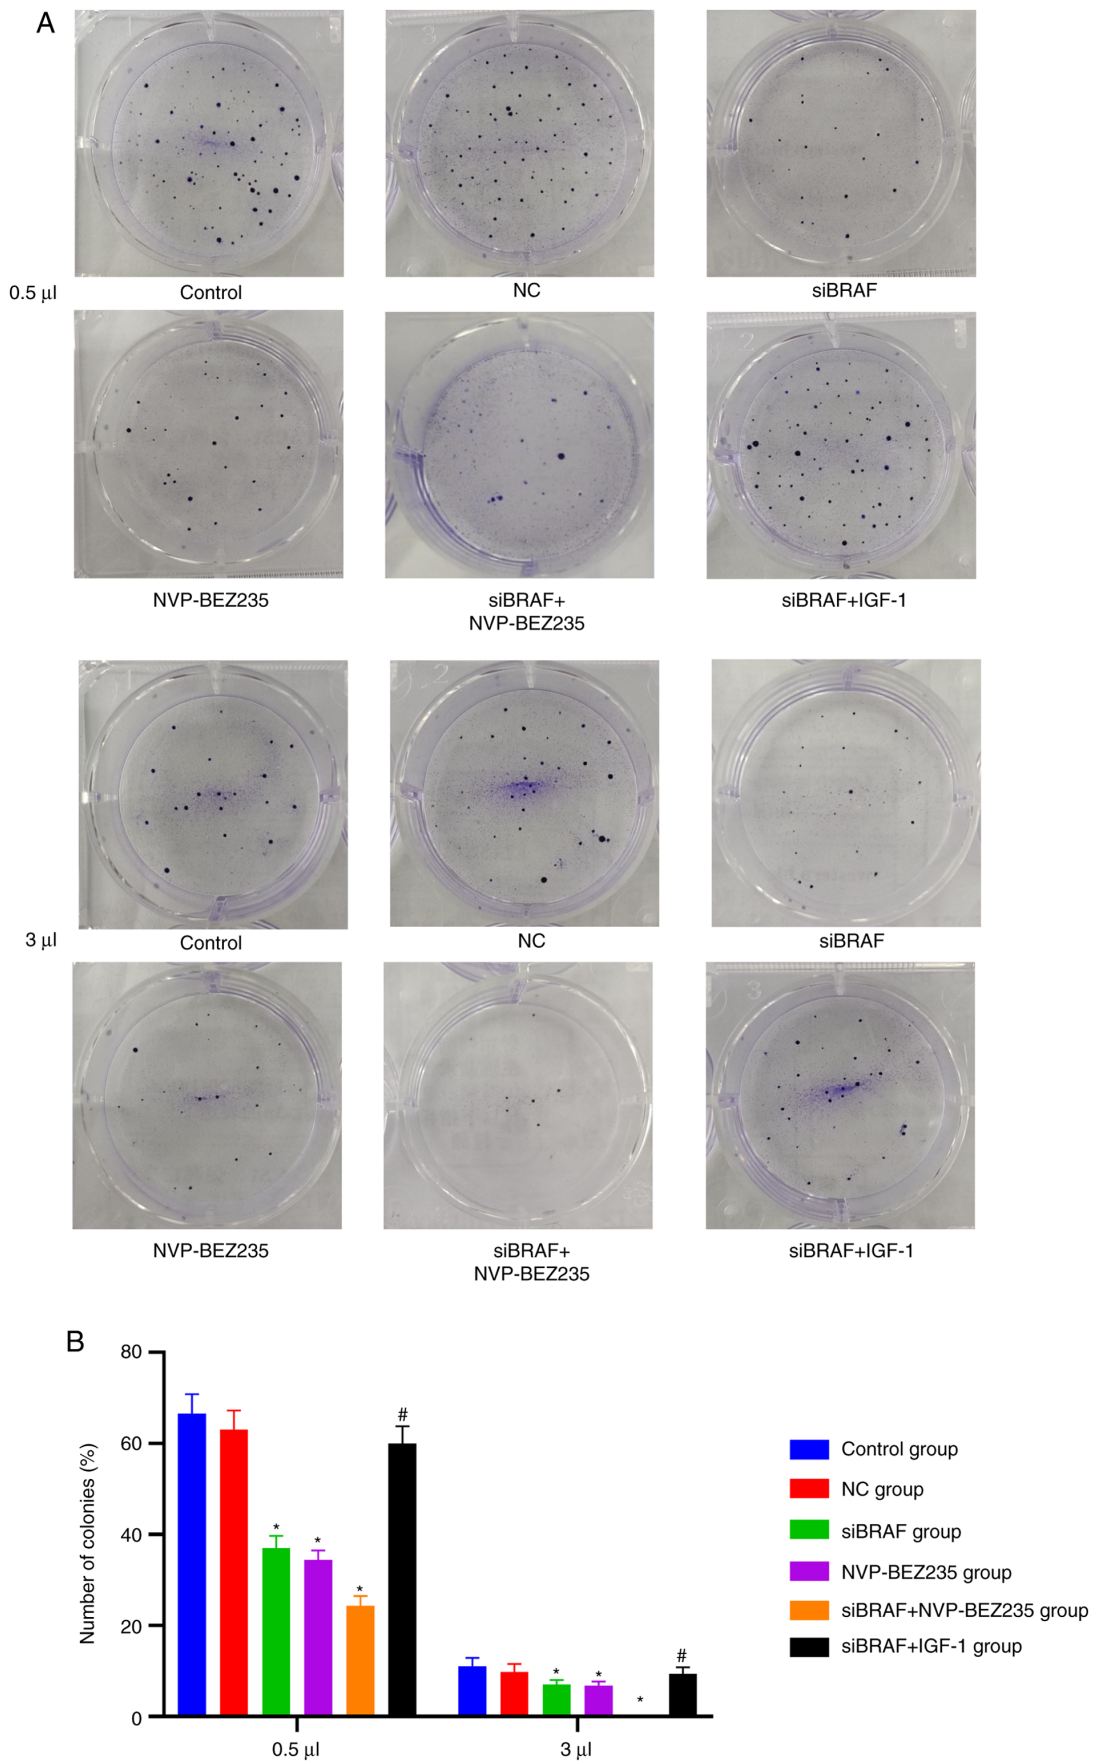 A
Control
NC
siBRAF
0.5 µl
NVP-BEZ235
siBRAF+
NVP-BEZ235
2
siBRAF+IGF-1
2
Control
NC
siBRAF
3 µl
3
NVP-BEZ235
siBRAF+
NVP-BEZ235
siBRAF+IGF-1
B
Number of colonies (%)
80
60
40
20
0
*
*
*
#
*
*
*
#
0.5 µl
3 µl
Control group
NC group
siBRAF group
NVP-BEZ235 group
siBRAF+NVP-BEZ235 group
siBRAF+IGF-1 group